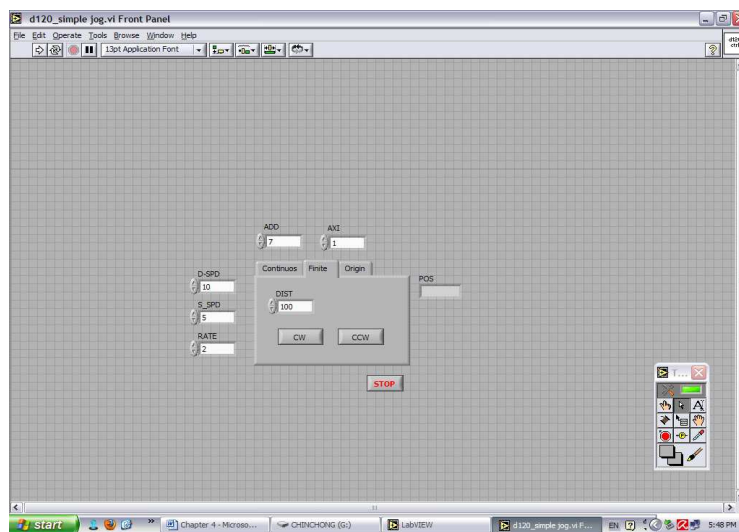 d120_simple jog.vi Front Panel
File Edit Operate Tools Browse Window Help
13pt Application Font
ADD
7
AXI
1
Continuos Finite Origin
D-SPD
10
DIST
100
POS
S_SPD
5
RATE
2
CW CCW
STOP
T...
start
Chapter 4 - Microso...
CHINCHONG (G:)
LabVIEW
d120_simple jog.vi F...
EN
5:48 PM